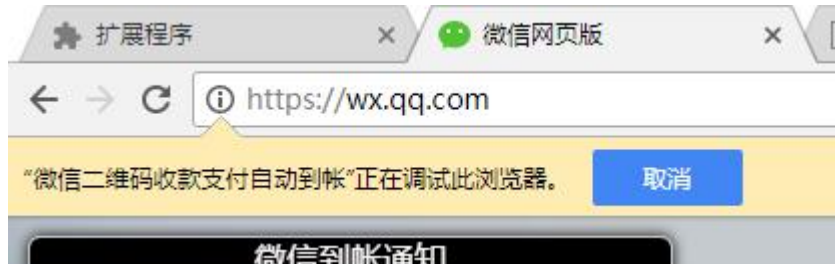 扩展程序
微信网页版
https://wx.qq.com
“微信二维码收款支付自动到帐”正在调试此浏览器。
取消
微信到帐通知